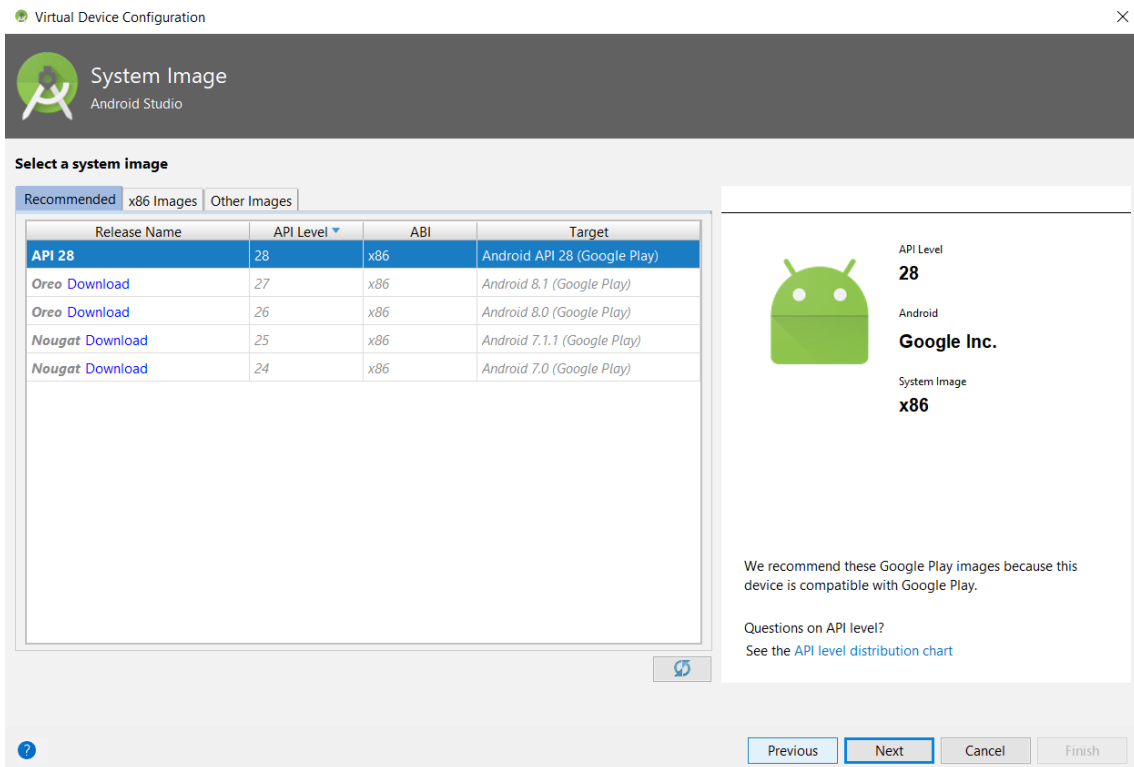 Virtual Device Configuration
System Image
Android Studio
Select a system image
Recommended x86 Images Other Images
Release Name API Level ABI Target
API 28 28 x86 Android API 28 (Google Play)
Oreo Download 27 x86 Android 8.1 (Google Play)
Oreo Download 26 x86 Android 8.0 (Google Play)
Nougat Download 25 x86 Android 7.1.1 (Google Play)
Nougat Download 24 x86 Android 7.0 (Google Play)
API Level
28
Android
Google Inc.
System Image
x86
We recommend these Google Play images because this
device is compatible with Google Play.
Questions on API level?
See the API level distribution chart
? Previous Next Cancel Finish